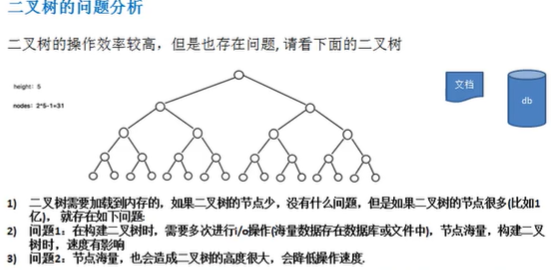 二叉树的问题分析
二叉树的操作效率较高，但是也存在问题, 请看下面的二叉树
height：5
nodes：2^5-1=31
文档
db
1) 二叉树需要加载到内存的，如果二叉树的节点少，没有什么问题，但是如果二叉树的节点很多(比如1
亿)， 就存在如下问题:
2) 问题1：在构建二叉树时，需要多次进行i/o操作(海量数据存在数据库或文件中)，节点海量，构建二叉
树时，速度有影响
3) 问题2：节点海量，也会造成二叉树的高度很大，会降低操作速度.